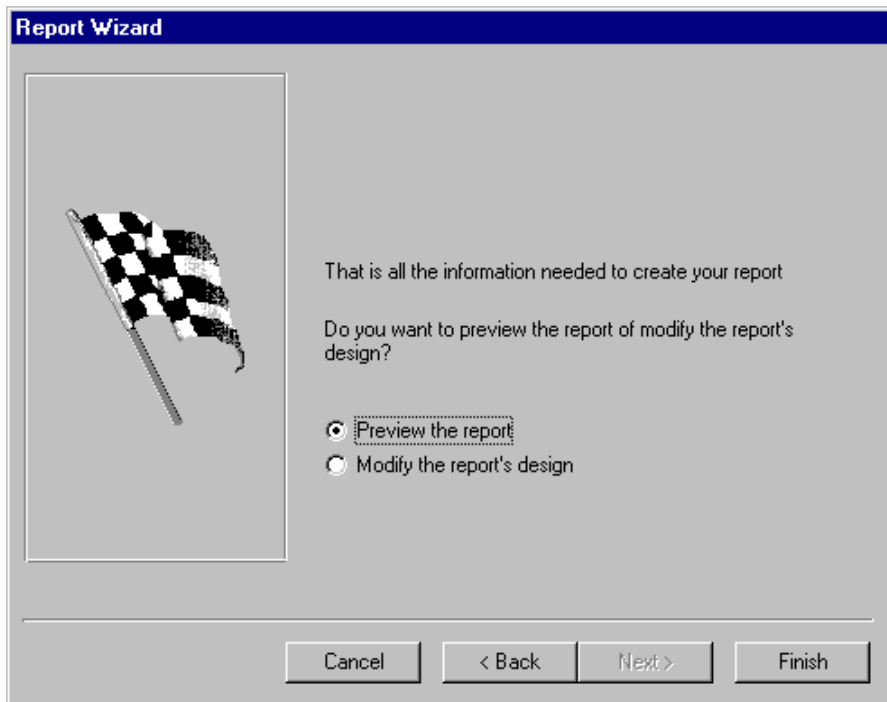 Report Wizard
That is all the information needed to create your report
Do you want to preview the report of modify the report's
design?
Preview the report
Modify the report's design
Cancel
< Back
Next >
Finish